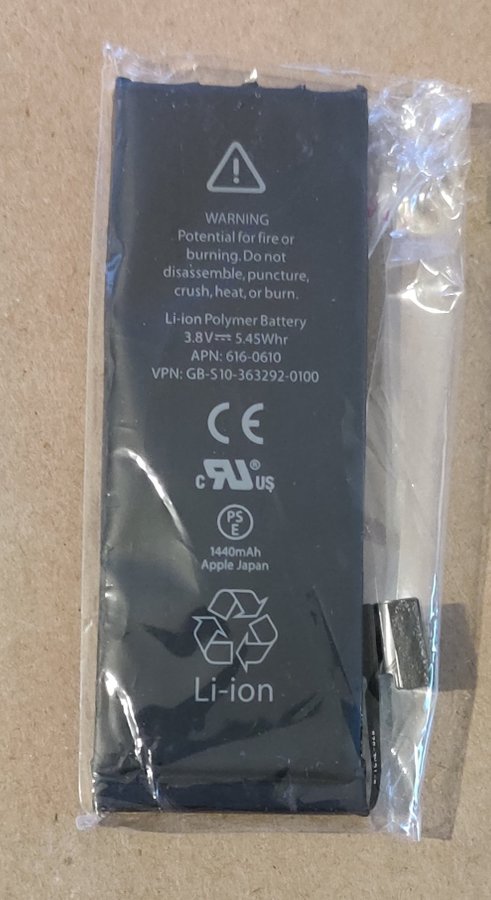 WARNING
Potential for fire or
burning. Do not
disassemble, puncture,
crush, heat, or burn.
Li-ion Polymer Battery
3.8V⎓ 5.45Whr
APN: 616-0610
VPN: GB-S10-363292-0100
CE
c RU® US
PS
E
1440mAh
Apple Japan
Li-ion